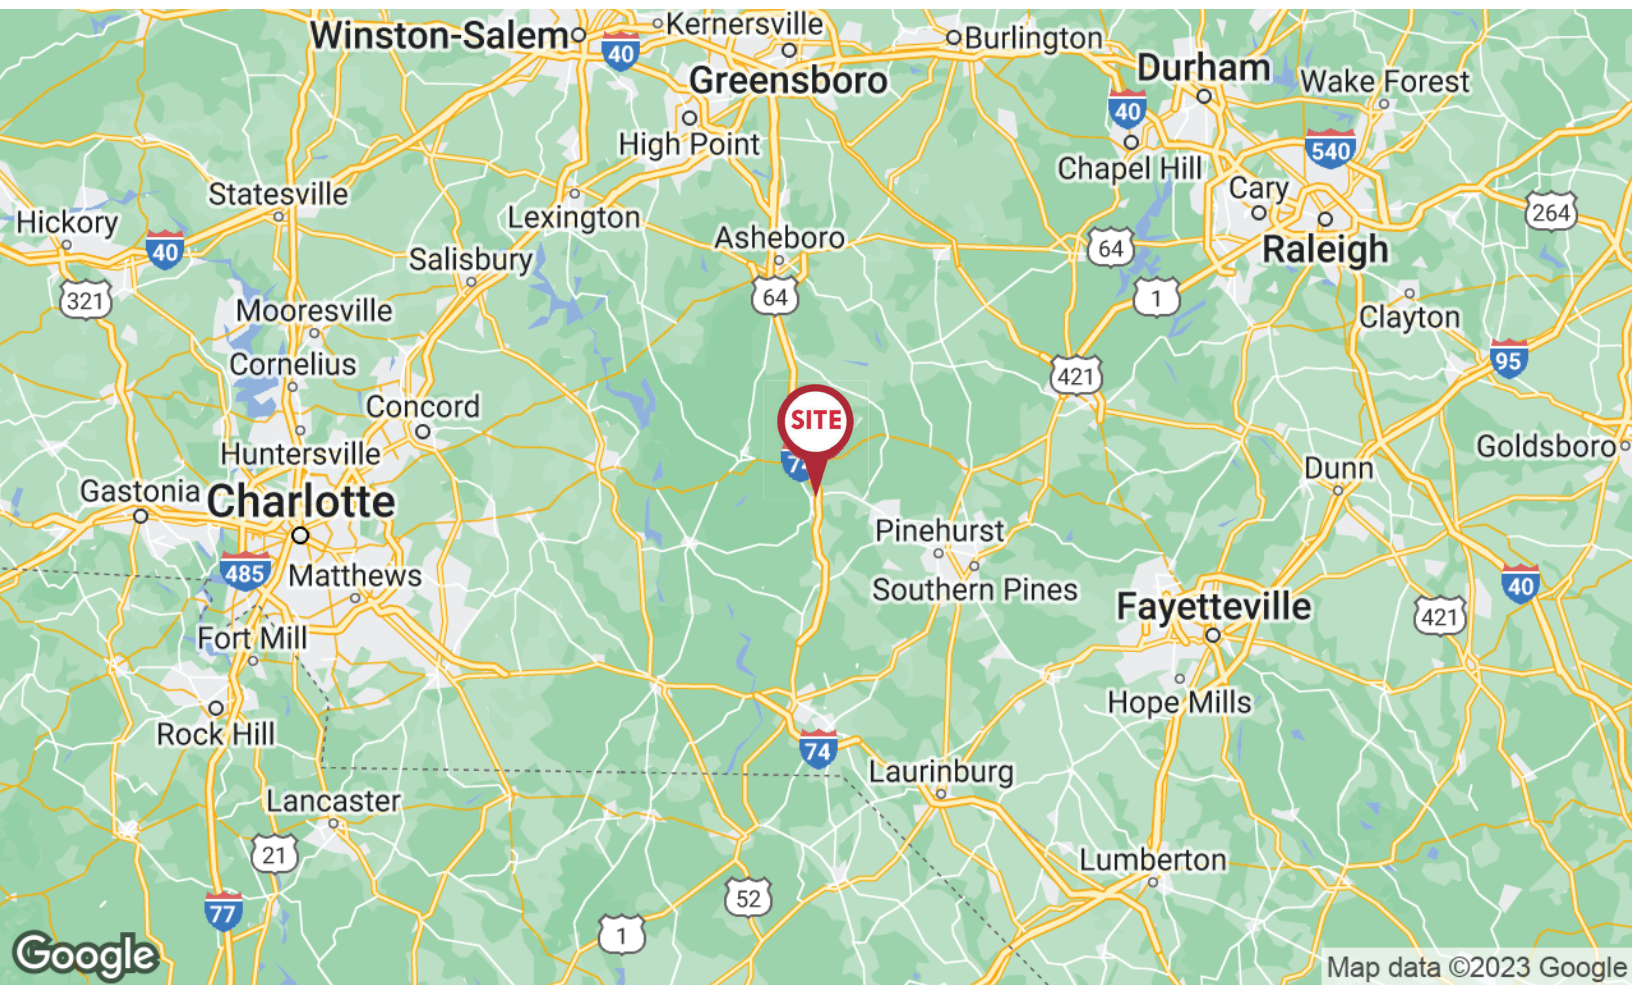 Kernersville
Winston-Salem
Burlington
40
Greensboro
Durham
Wake Forest
40
High Point
540
Chapel Hill
Statesville
Cary
Hickory
Lexington
264
40
Asheboro
64
Raleigh
Salisbury
321
64
1
Mooresville
Clayton
Cornelius
95
421
Concord
SITE
Huntersville
Goldsboro
Dunn
Gastonia
Charlotte
Pinehurst
485
Matthews
Southern Pines
40
Fayetteville
421
Fort Mill
Hope Mills
Rock Hill
74
Laurinburg
Lancaster
21
Lumberton
52
77
1
Google
Map data ©2023 Google